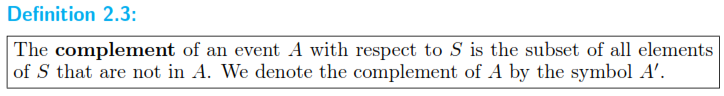 Definition 2.3:
The complement of an event A with respect to S is the subset of all elements
of S that are not in A. We denote the complement of A by the symbol A′.